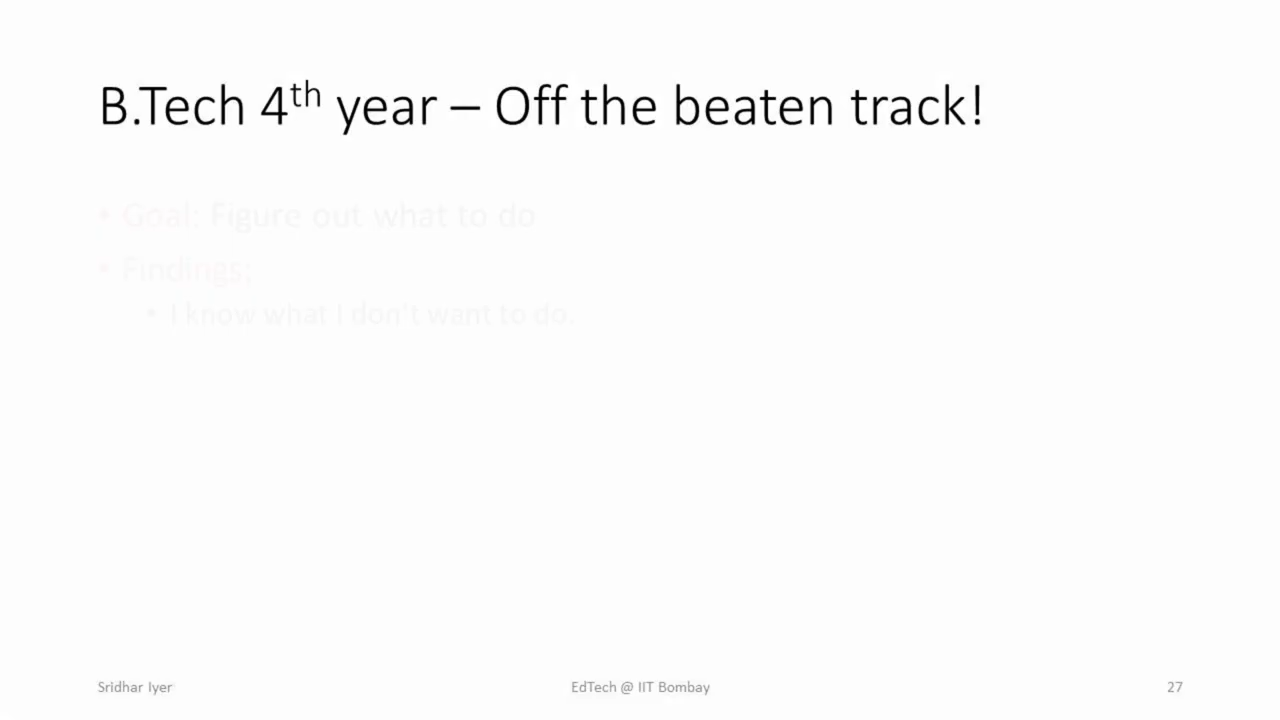 B.Tech 4th year – Off the beaten track!
• Goal: Figure out what to do
• Findings:
• I know what I don't want to do.
Sridhar Iyer
EdTech @ IIT Bombay
27